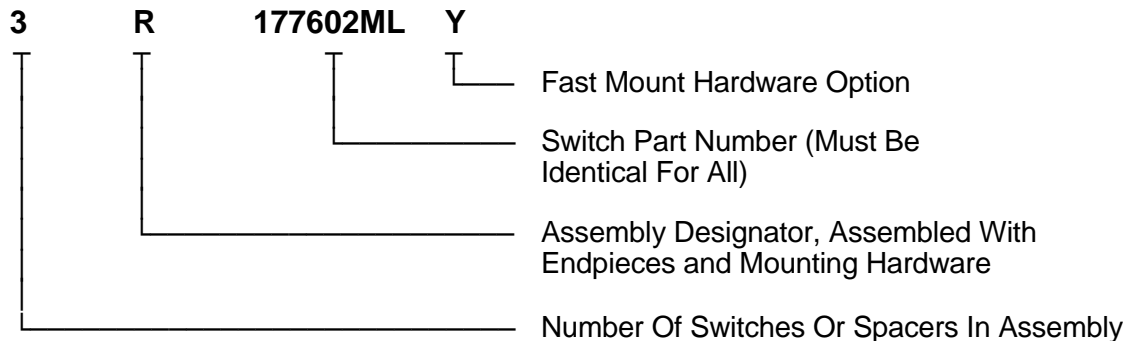 3 R 177602ML Y
Fast Mount Hardware Option
Switch Part Number (Must Be
Identical For All)
Assembly Designator, Assembled With
Endpieces and Mounting Hardware
Number Of Switches Or Spacers In Assembly